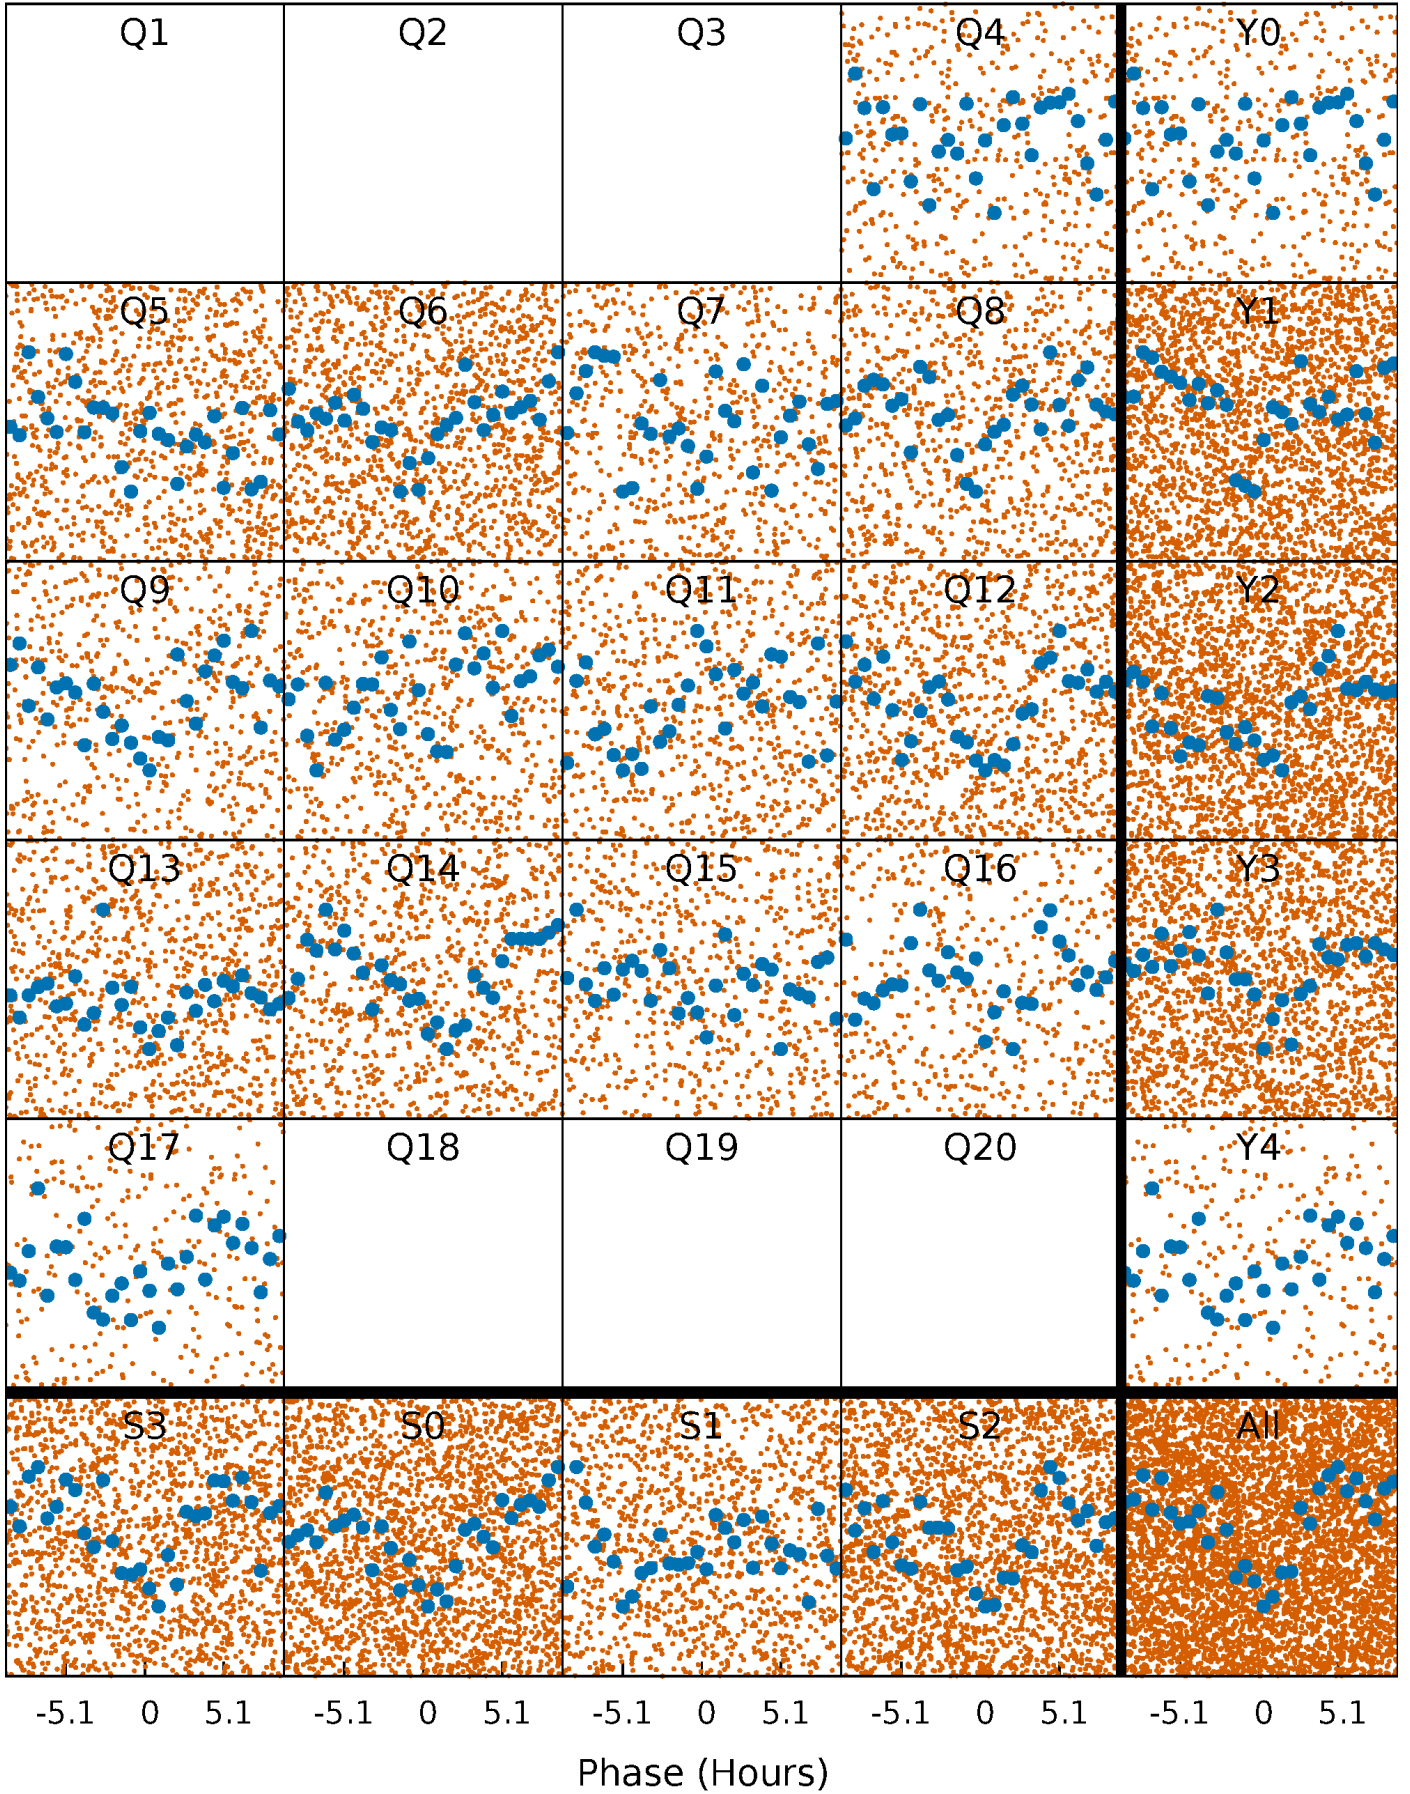 Q1 Q2 Q3 Q4 Y0
Q5 Q6 Q7 Q8 Y1
Q9 Q10 Q11 Q12 Y2
Q13 Q14 Q15 Q16 Y3
Q17 Q18 Q19 Q20 Y4
S3 S0 S1 S2 All
-5.1 0 5.1 -5.1 0 5.1 -5.1 0 5.1 -5.1 0 5.1 -5.1 0 5.1
Phase (Hours)